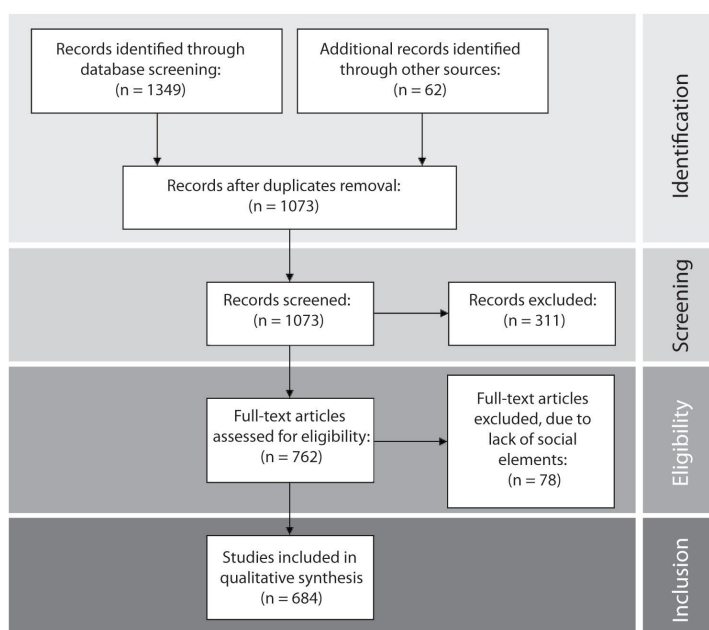 Records identified through
database screening:
(n = 1349)
Additional records identified
through other sources:
(n = 62)
Records after duplicates removal:
(n = 1073)
Identification
Records screened:
(n = 1073)
Records excluded:
(n = 311)
Screening
Full-text articles
assessed for eligibility:
(n = 762)
Full-text articles
excluded, due to
lack of social
elements:
(n = 78)
Eligibility
Studies included in
qualitative synthesis
(n = 684)
Inclusion